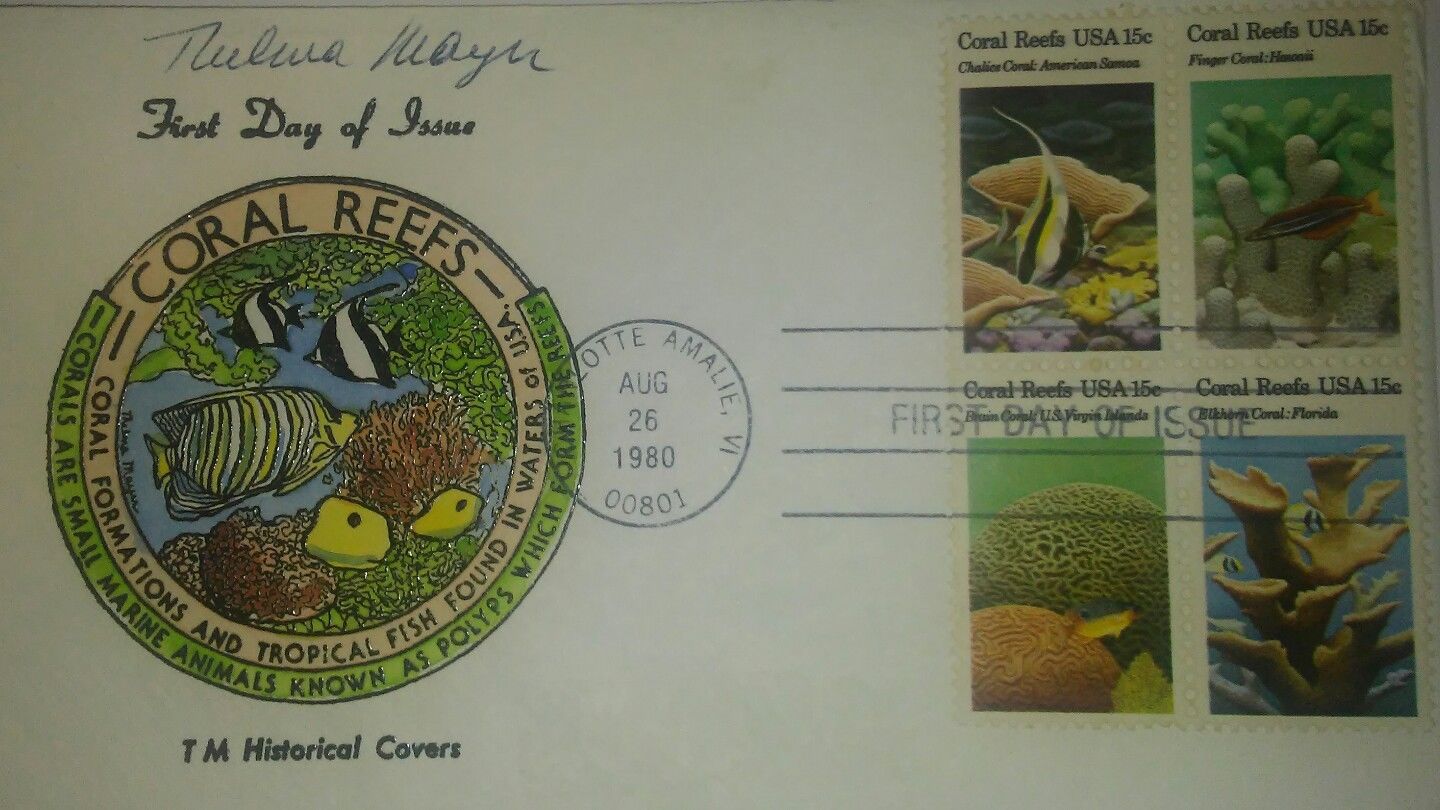 Thelma Mayer
First Day of Issue
— CORAL REEFS —
— CORAL FORMATIONS AND TROPICAL FISH FOUND IN WATERS of USA.
— CORALS ARE SMALL MARINE ANIMALS KNOWN AS POLYPS WHICH FORM THE REEFS
TM Historical Covers
OTTE AMALIE, VI
AUG
26
1980
00801
FIRST DAY OF ISSUE
Coral Reefs USA 15c
Chalice Coral: American Samoa
Coral Reefs USA 15c
Finger Coral: Hawaii
Coral Reefs USA 15c
Brain Coral: U.S. Virgin Islands
Coral Reefs USA 15c
Elkhorn Coral: Florida